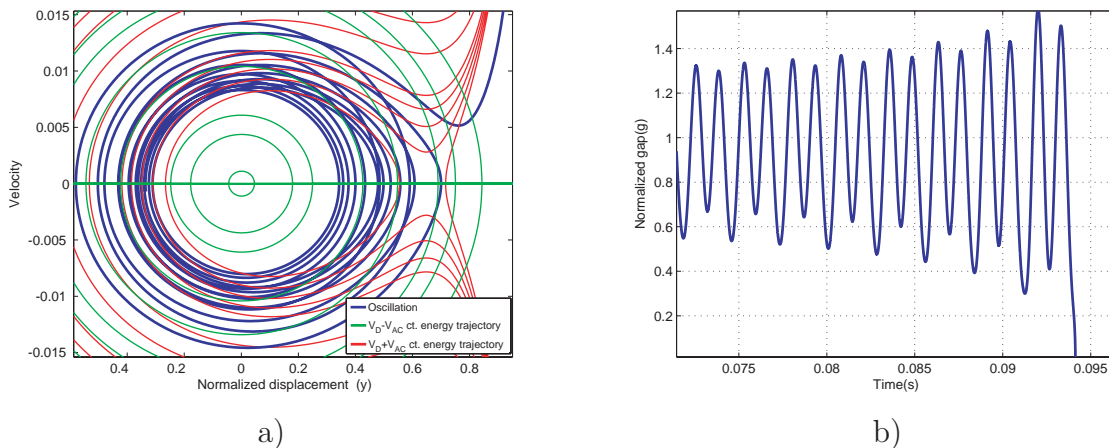 0.015
0.01
0.005
0
-0.005
-0.01
-0.015
Velocity
0.6 0.4 0.2 0 0.2 0.4 0.6 0.8
Normalized displacement (y)
Oscillation
V_D-V_AC ct. energy trajectory
V_D+V_AC ct. energy trajectory
a)
1.4
1.2
1
0.8
0.6
0.4
0.2
Normalized gap(g)
0.075 0.08 0.085 0.09 0.095
Time(s)
b)